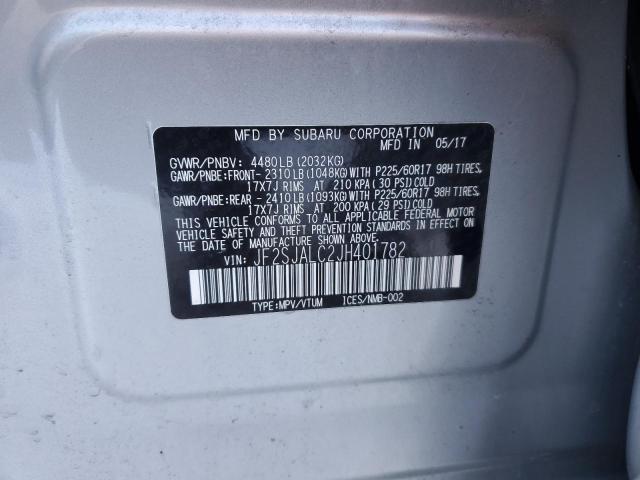 MFD BY SUBARU CORPORATION
MFD IN 05/17
GVWR/PNBV: 4480LB(2032KG)
GAWR/PNBE:FRONT- 2310LB(1048KG)WITH P225/60R17 98H TIRES,
17X7J RIMS AT 210 KPA(30 PSI)COLD
GAWR/PNBE:REAR - 2410LB(1093KG)WITH P225/60R17 98H TIRES,
17X7J RIMS AT 200 KPA(29 PSI)COLD
THIS VEHICLE CONFORMS TO ALL APPLICABLE FEDERAL MOTOR
VEHICLE SAFETY AND THEFT PREVENTION STANDARDS IN EFFECT
ON THE DATE OF MANUFACTURE SHOWN ABOVE.
VIN: JF2SJALC2JH401782
TYPE:MPV/VTUM ICES/NMB-002